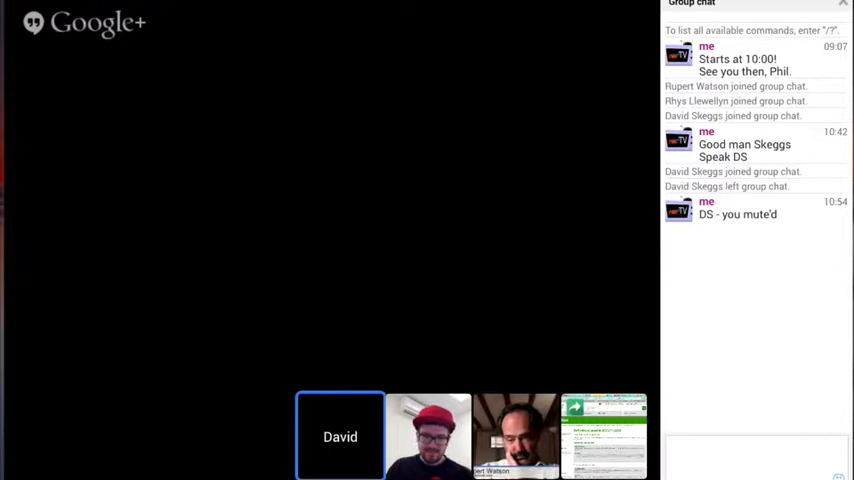 Google+
Group chat
To list all available commands, enter "/?".
me 09:07
Starts at 10:00!
See you then, Phil.
Rupert Watson joined group chat.
Rhys Llewellyn joined group chat.
David Skeggs joined group chat.
me 10:42
Good man Skeggs
Speak DS
David Skeggs joined group chat.
David Skeggs left group chat.
me 10:54
DS - you mute'd
David
pert Watson